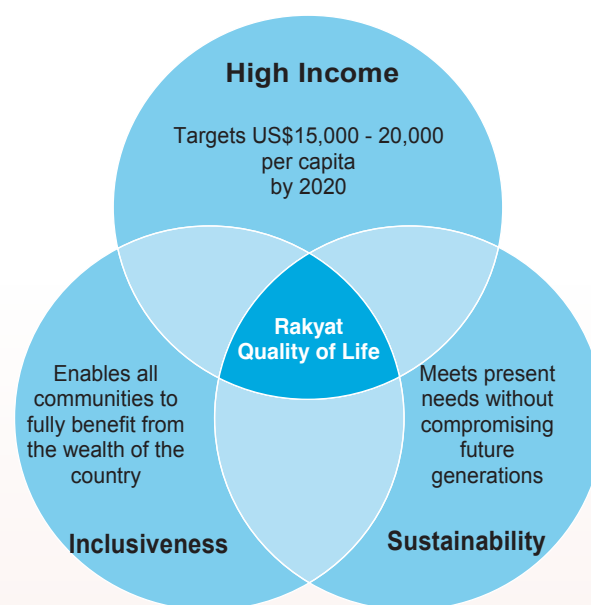 High Income
Targets US$15,000 - 20,000
per capita
by 2020
Rakyat
Quality of Life
Enables all
communities to
fully benefit from
the wealth of the
country
Inclusiveness
Meets present
needs without
compromising
future
generations
Sustainability